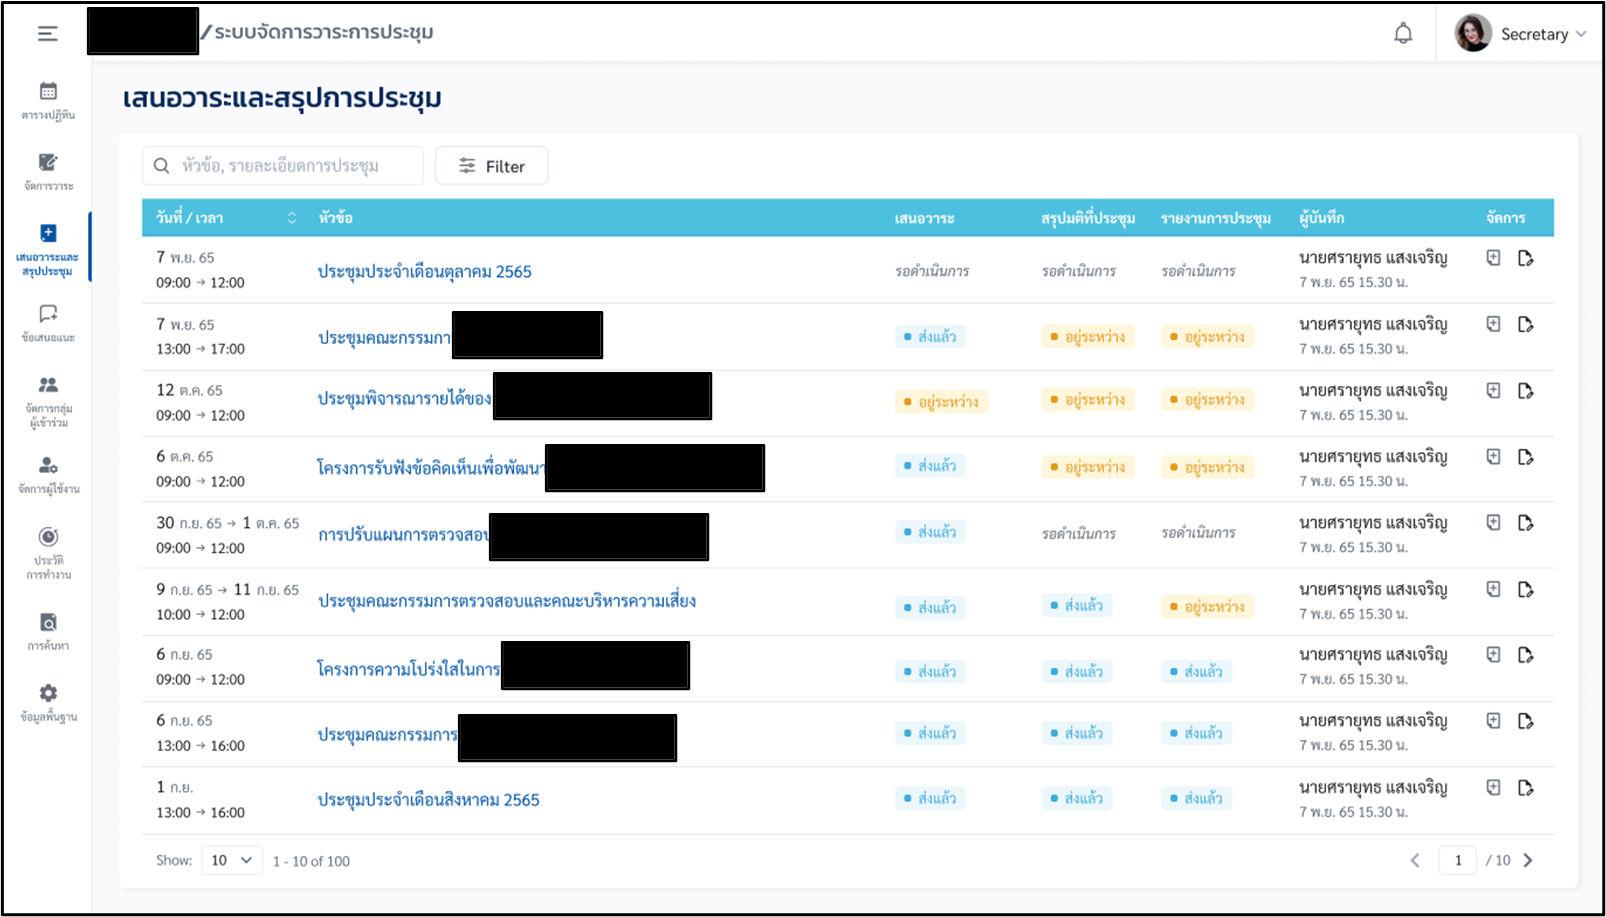 /ระบบจัดการวาระการประชุม
Secretary
ตารางปฏิทิน
จัดการวาระ
เสนอวาระและ
สรุปประชุม
ข้อเสนอแนะ
จัดการกลุ่ม
ผู้เข้าร่วม
จัดการผู้ใช้งาน
ประวัติ
การทำงาน
การค้นหา
ข้อมูลพื้นฐาน
เสนอวาระและสรุปการประชุม
หัวข้อ, รายละเอียดการประชุม
Filter
วันที่ / เวลา หัวข้อ เสนอวาระ สรุปมติที่ประชุม รายงานการประชุม ผู้บันทึก จัดการ
7 พ.ย. 65
09:00 → 12:00
ประชุมประจำเดือนตุลาคม 2565
รอดำเนินการ รอดำเนินการ รอดำเนินการ
นายศรายุทธ แสงเจริญ
7 พ.ย. 65 15.30 น.
7 พ.ย. 65
13:00 → 17:00
ประชุมคณะกรรมกา
ส่งแล้ว อยู่ระหว่าง อยู่ระหว่าง
นายศรายุทธ แสงเจริญ
7 พ.ย. 65 15.30 น.
12 ต.ค. 65
09:00 → 12:00
ประชุมพิจารณารายได้ของ
อยู่ระหว่าง อยู่ระหว่าง อยู่ระหว่าง
นายศรายุทธ แสงเจริญ
7 พ.ย. 65 15.30 น.
6 ต.ค. 65
09:00 → 12:00
โครงการรับฟังข้อคิดเห็นเพื่อพัฒนา
ส่งแล้ว อยู่ระหว่าง อยู่ระหว่าง
นายศรายุทธ แสงเจริญ
7 พ.ย. 65 15.30 น.
30 ก.ย. 65 → 1 ต.ค. 65
09:00 → 12:00
การปรับแผนการตรวจสอบ
ส่งแล้ว รอดำเนินการ รอดำเนินการ
นายศรายุทธ แสงเจริญ
7 พ.ย. 65 15.30 น.
9 ก.ย. 65 → 11 ก.ย. 65
10:00 → 12:00
ประชุมคณะกรรมการตรวจสอบและคณะบริหารความเสี่ยง
ส่งแล้ว ส่งแล้ว อยู่ระหว่าง
นายศรายุทธ แสงเจริญ
7 พ.ย. 65 15.30 น.
6 ก.ย. 65
09:00 → 12:00
โครงการความโปร่งใสในการ
ส่งแล้ว ส่งแล้ว ส่งแล้ว
นายศรายุทธ แสงเจริญ
7 พ.ย. 65 15.30 น.
6 ก.ย. 65
13:00 → 16:00
ประชุมคณะกรรมการ
ส่งแล้ว ส่งแล้ว ส่งแล้ว
นายศรายุทธ แสงเจริญ
7 พ.ย. 65 15.30 น.
1 ก.ย.
13:00 → 16:00
ประชุมประจำเดือนสิงหาคม 2565
ส่งแล้ว ส่งแล้ว ส่งแล้ว
นายศรายุทธ แสงเจริญ
7 พ.ย. 65 15.30 น.
Show: 10 1 - 10 of 100
1 / 10